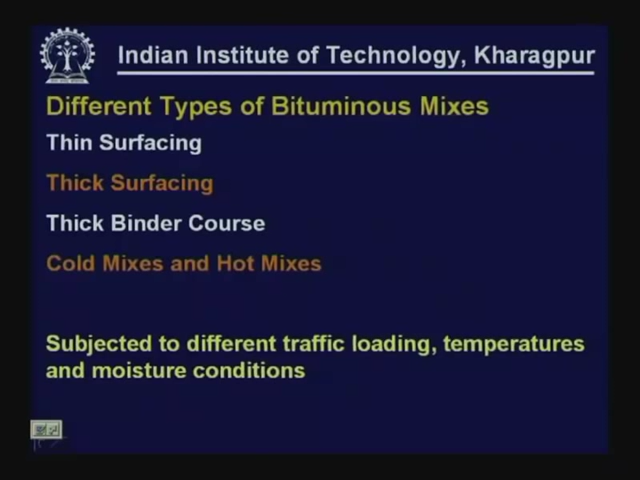 Indian Institute of Technology, Kharagpur
Different Types of Bituminous Mixes
Thin Surfacing
Thick Surfacing
Thick Binder Course
Cold Mixes and Hot Mixes
Subjected to different traffic loading, temperatures
and moisture conditions